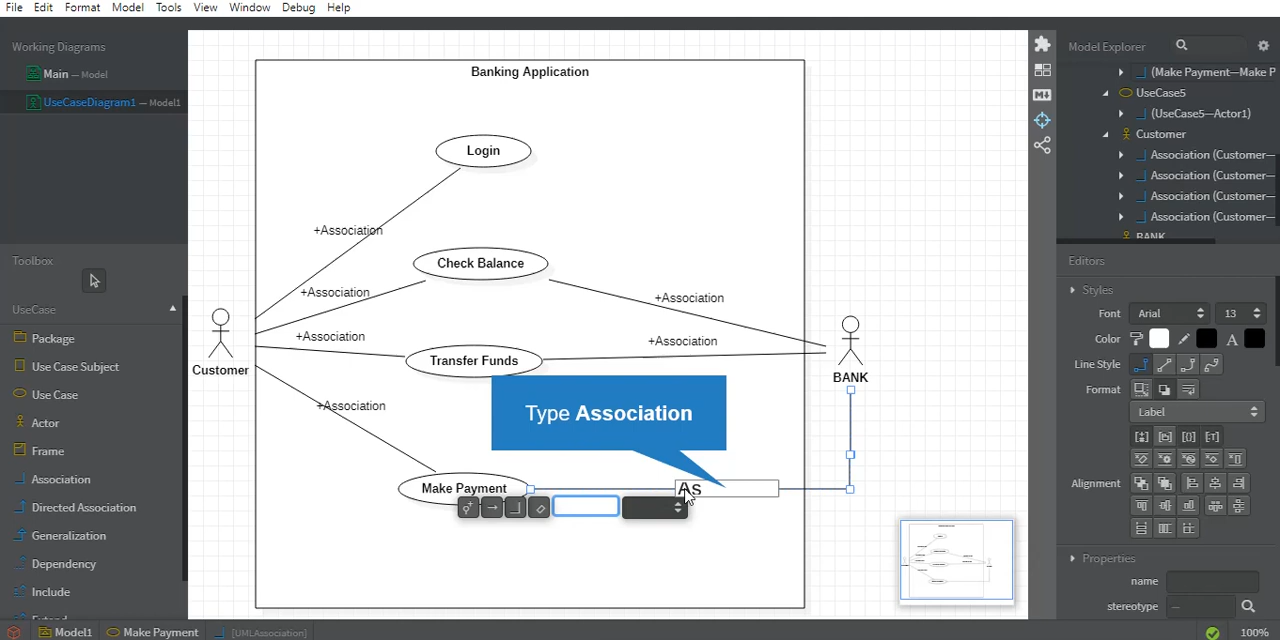 File Edit Format Model Tools View Window Debug Help
Working Diagrams
Main — Model
UseCaseDiagram1 — Model1
Toolbox
UseCase
Package
Use Case Subject
Use Case
Actor
Frame
Association
Directed Association
Generalization
Dependency
Include
Extend
Banking Application
Login
+Association
Check Balance
+Association
+Association
+Association
+Association
Transfer Funds
Customer
BANK
+Association
Type Association
Make Payment
As
Model Explorer
(Make Payment—Make P
UseCase5
(UseCase5—Actor1)
Customer
Association (Customer—
Association (Customer—
Association (Customer—
Association (Customer—
BANK
Editors
Styles
Font Arial 13
Color A
Line Style
Format
Label
Alignment
Properties
name
stereotype —
Model1 Make Payment [UMLAssociation] 100%